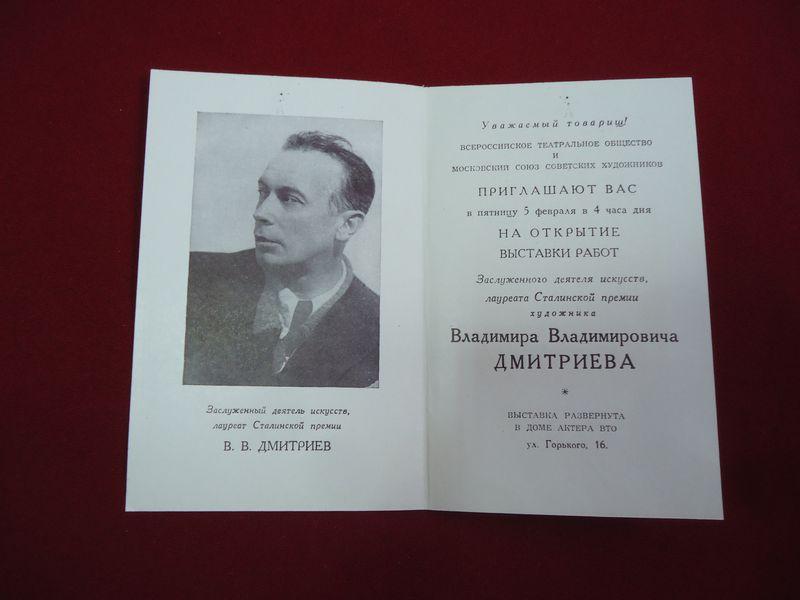 Заслуженный деятель искусств,
лауреат Сталинской премии
В. В. ДМИТРИЕВ
Уважаемый товарищ!
ВСЕРОССИЙСКОЕ ТЕАТРАЛЬНОЕ ОБЩЕСТВО
И
МОСКОВСКИЙ СОЮЗ СОВЕТСКИХ ХУДОЖНИКОВ
ПРИГЛАШАЮТ ВАС
в пятницу 5 февраля в 4 часа дня
НА ОТКРЫТИЕ
ВЫСТАВКИ РАБОТ
Заслуженного деятеля искусств,
лауреата Сталинской премии
художника
Владимира Владимировича
ДМИТРИЕВА
*
ВЫСТАВКА РАЗВЕРНУТА
В ДОМЕ АКТЕРА ВТО
ул. Горького, 16.